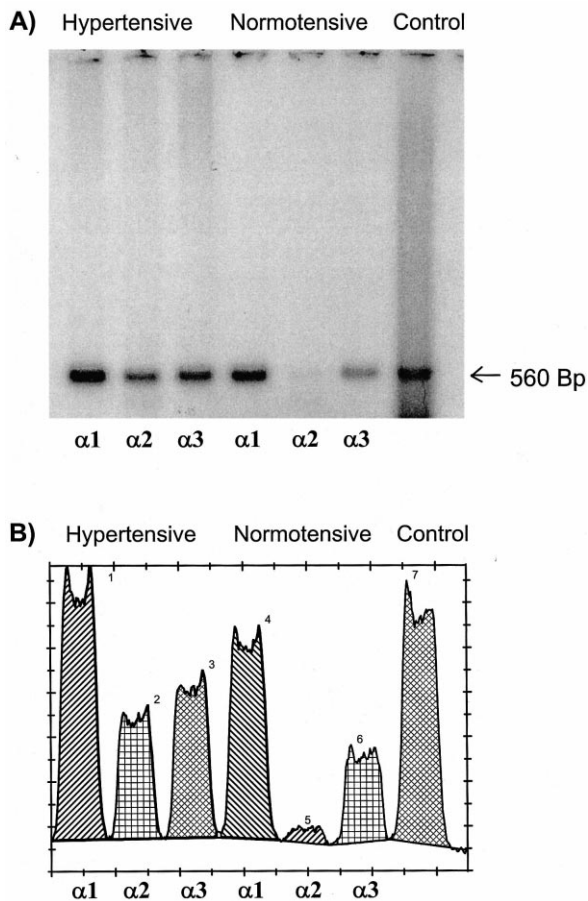 A) Hypertensive Normotensive Control
← 560 Bp
α1 α2 α3 α1 α2 α3
B) Hypertensive Normotensive Control
1 2 3 4 5 6 7
α1 α2 α3 α1 α2 α3